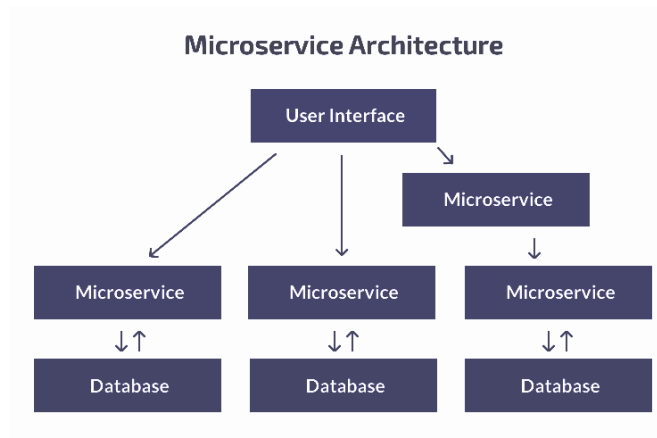 Microservice Architecture
User Interface
Microservice
Microservice
Microservice
Microservice
Database
Database
Database